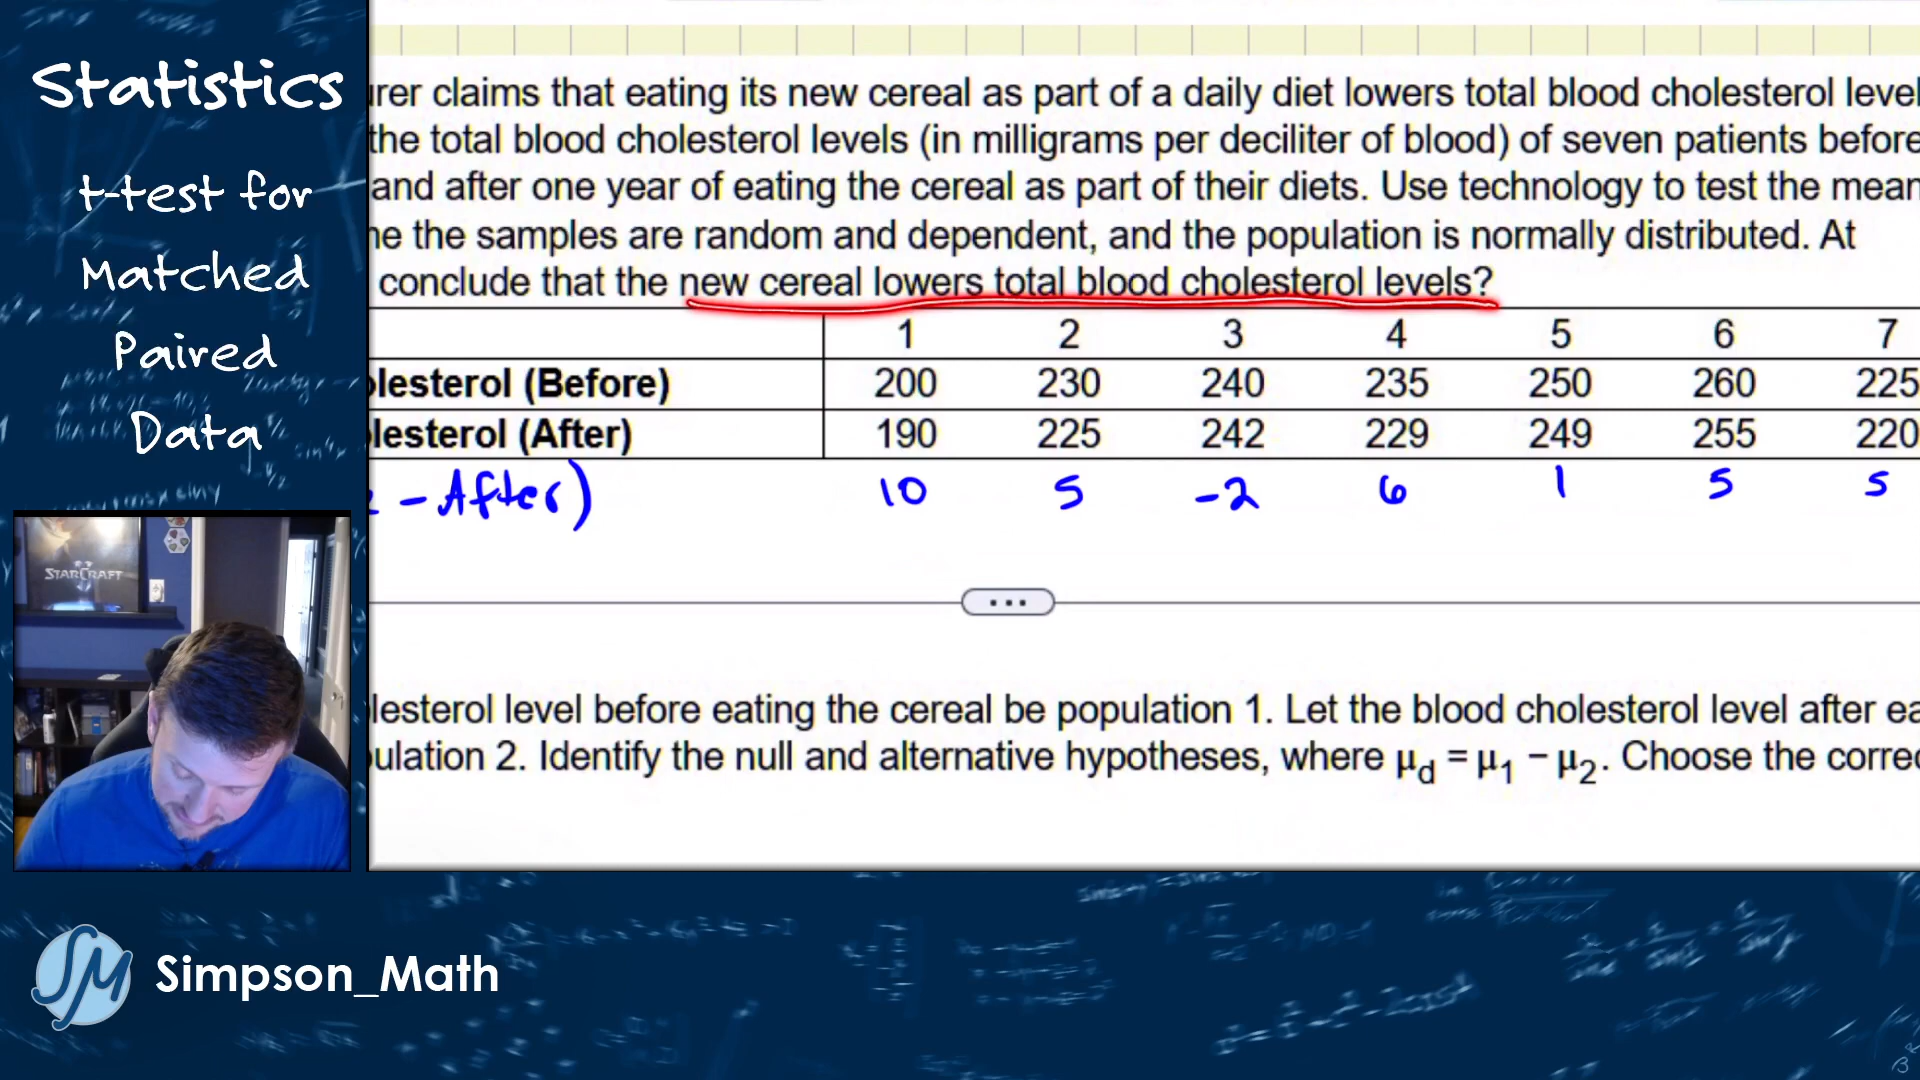 Statistics
t-test for
Matched
Paired
Data
STARCRAFT
claims that eating its new cereal as part of a daily diet lowers total blood cholesterol
the total blood cholesterol levels (in milligrams per deciliter of blood) of seven patients before
and after one year of eating the cereal as part of their diets. Use technology to test the mean
the samples are random and dependent, and the population is normally distributed. At
conclude that the new cereal lowers total blood cholesterol levels?
1 2 3 4 5 6 7
lesterol (Before) 200 230 240 235 250 260 225
lesterol (After) 190 225 242 229 249 255 220
- After) 10 5 -2 6 1 5 5
lesterol level before eating the cereal be population 1. Let the blood cholesterol level after ea
ulation 2. Identify the null and alternative hypotheses, where μd = μ1 − μ2. Choose the correc
SM
Simpson_Math